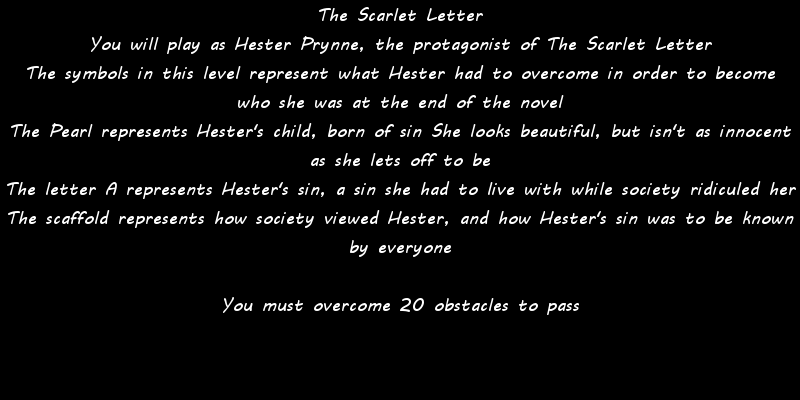 The Scarlet Letter
You will play as Hester Prynne, the protagonist of The Scarlet Letter
The symbols in this level represent what Hester had to overcome in order to become
who she was at the end of the novel
The Pearl represents Hester's child, born of sin She looks beautiful, but isn't as innocent
as she lets off to be
The letter A represents Hester's sin, a sin she had to live with while society ridiculed her
The scaffold represents how society viewed Hester, and how Hester's sin was to be known
by everyone
You must overcome 20 obstacles to pass